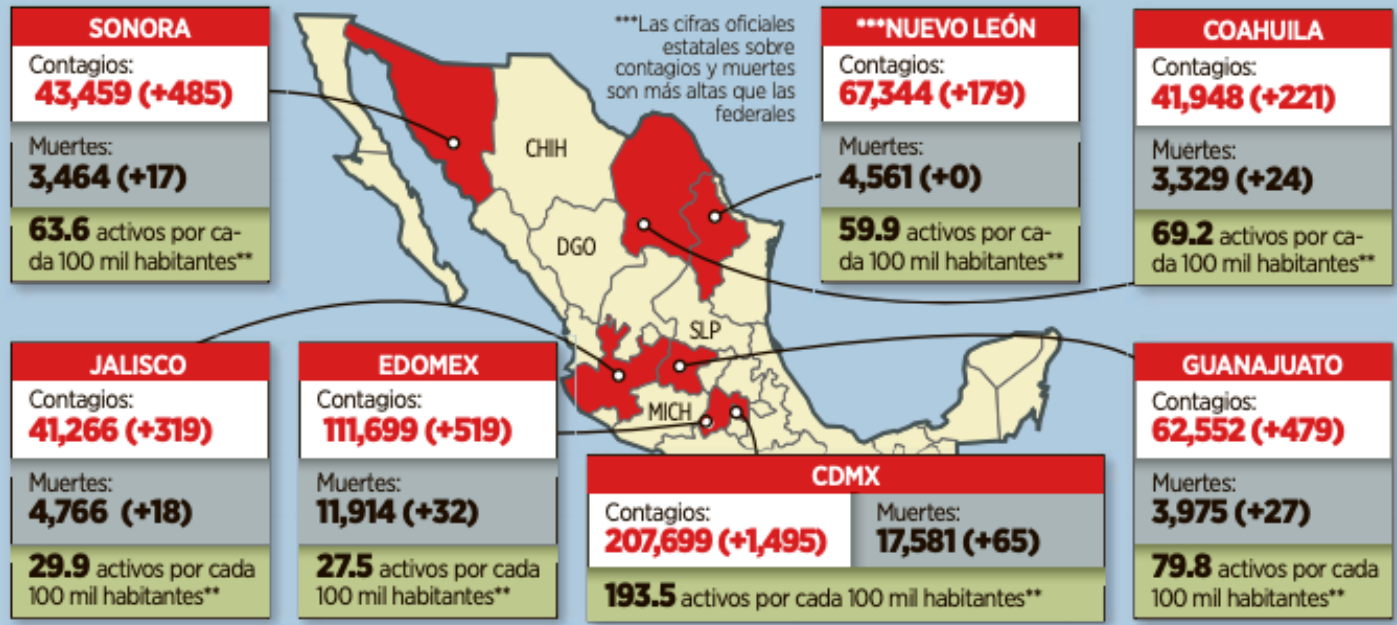 SONORA
Contagios:
43,459 (+485)
Muertes:
3,464 (+17)
63.6 activos por ca-
da 100 mil habitantes**
***Las cifras oficiales
estatales sobre
contagios y muertes
son más altas que las
federales
***NUEVO LEÓN
Contagios:
67,344 (+179)
Muertes:
4,561 (+0)
59.9 activos por ca-
da 100 mil habitantes**
COAHUILA
Contagios:
41,948 (+221)
Muertes:
3,329 (+24)
69.2 activos por ca-
da 100 mil habitantes**
CHIH
DGO
SLP
MICH
JALISCO
Contagios:
41,266 (+319)
Muertes:
4,766 (+18)
29.9 activos por cada
100 mil habitantes**
EDOMEX
Contagios:
111,699 (+519)
Muertes:
11,914 (+32)
27.5 activos por cada
100 mil habitantes**
CDMX
Contagios:
207,699 (+1,495)
Muertes:
17,581 (+65)
193.5 activos por cada 100 mil habitantes**
GUANAJUATO
Contagios:
62,552 (+479)
Muertes:
3,975 (+27)
79.8 activos por cada
100 mil habitantes**